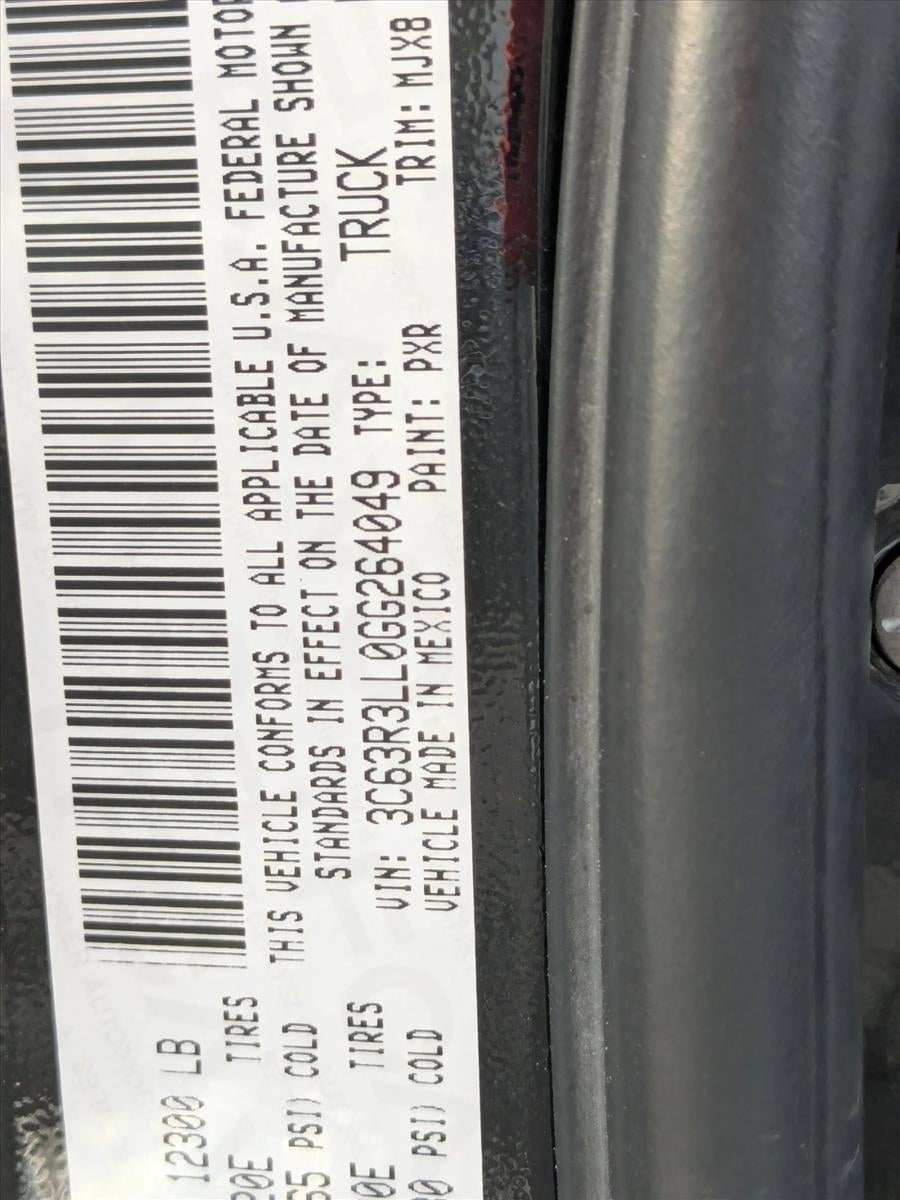 12300 LB
TIRES
65 PSI) COLD
TIRES
PSI) COLD
THIS VEHICLE CONFORMS TO ALL APPLICABLE U.S.A. FEDERAL MOTOR
STANDARDS IN EFFECT ON THE DATE OF MANUFACTURE SHOWN
VIN: 3C63R3LL0GG264049 TYPE: TRUCK
VEHICLE MADE IN MEXICO PAINT: PXR TRIM: MJX8